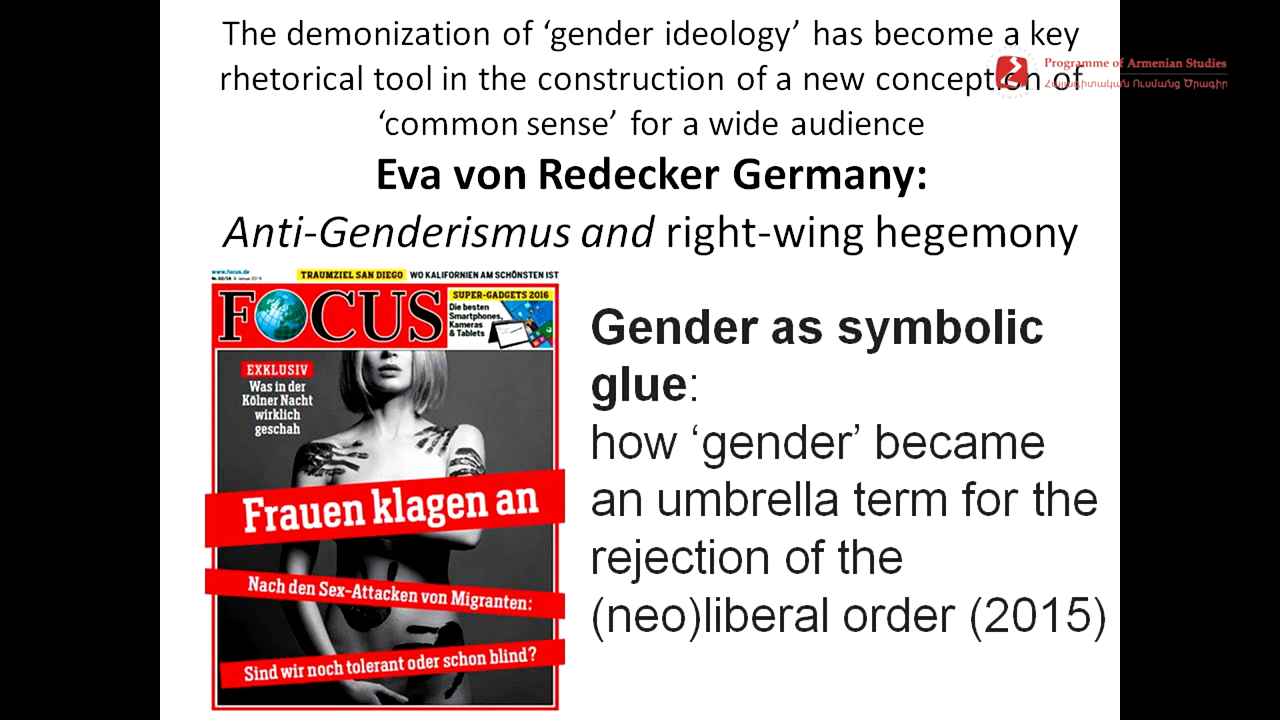 The demonization of ‘gender ideology’ has become a key
rhetorical tool in the construction of a new conception of
‘common sense’ for a wide audience
Programme of Armenian Studies
Հայագիտական Ուսմանց Ծրագիր
Eva von Redecker Germany:
Anti-Genderismus and right-wing hegemony
www.focus.de
TRAUMZIEL SAN DIEGO WO KALIFORNIEN AM SCHÖNSTEN IST
FOCUS
SUPER-GADGETS 2016
Die besten
Smartphones,
Kameras
& Tablets
EXKLUSIV
Was in der
Kölner Nacht
wirklich
geschah
Frauen klagen an
Nach den Sex-Attacken von Migranten:
Sind wir noch tolerant oder schon blind?
Gender as symbolic
glue:
how ‘gender’ became
an umbrella term for the
rejection of the
(neo)liberal order (2015)